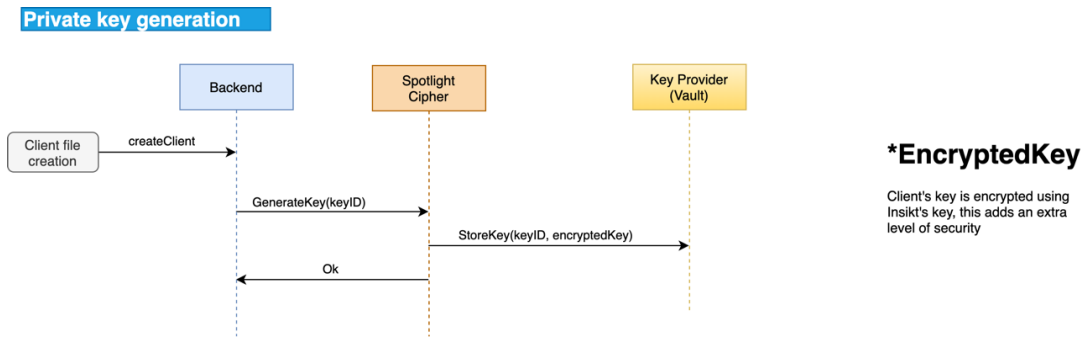 Private key generation
Backend
Spotlight
Cipher
Key Provider
(Vault)
Client file
creation
createClient
GenerateKey(keyID)
StoreKey(keyID, encryptedKey)
Ok
*EncryptedKey
Client's key is encrypted using
Insikt's key, this adds an extra
level of security